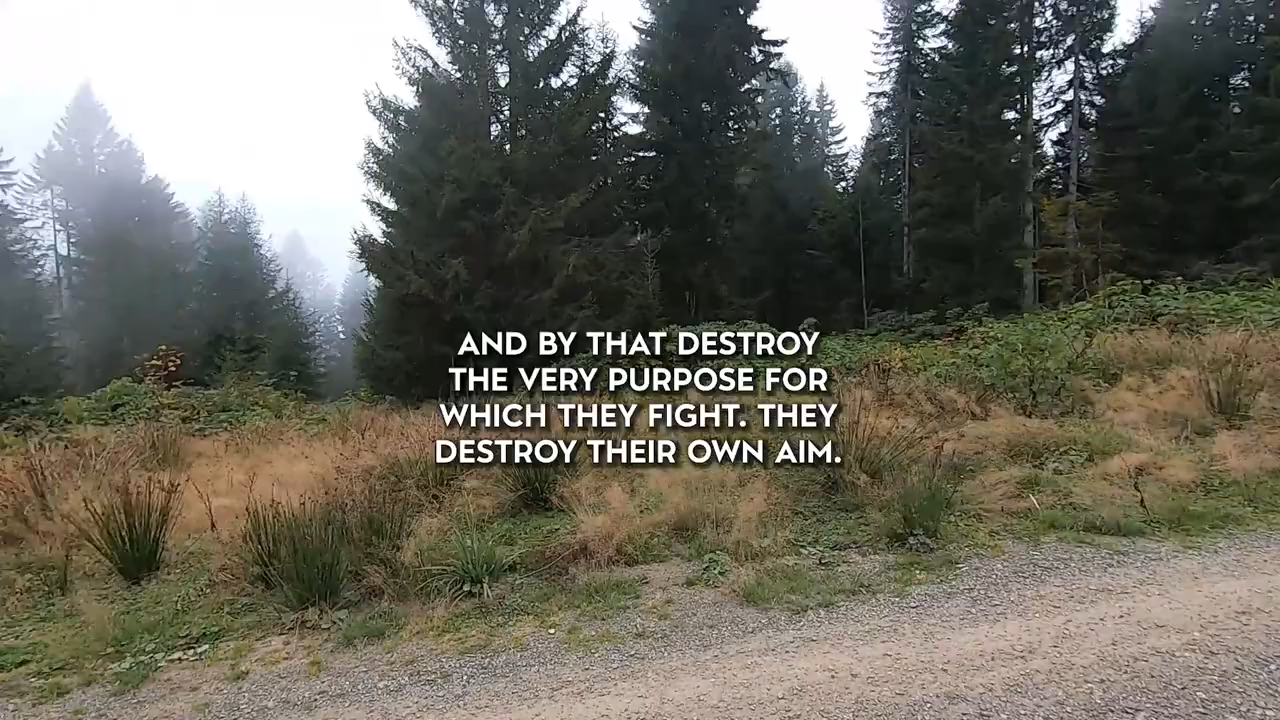 AND BY THAT DESTROY
THE VERY PURPOSE FOR
WHICH THEY FIGHT. THEY
DESTROY THEIR OWN AIM.